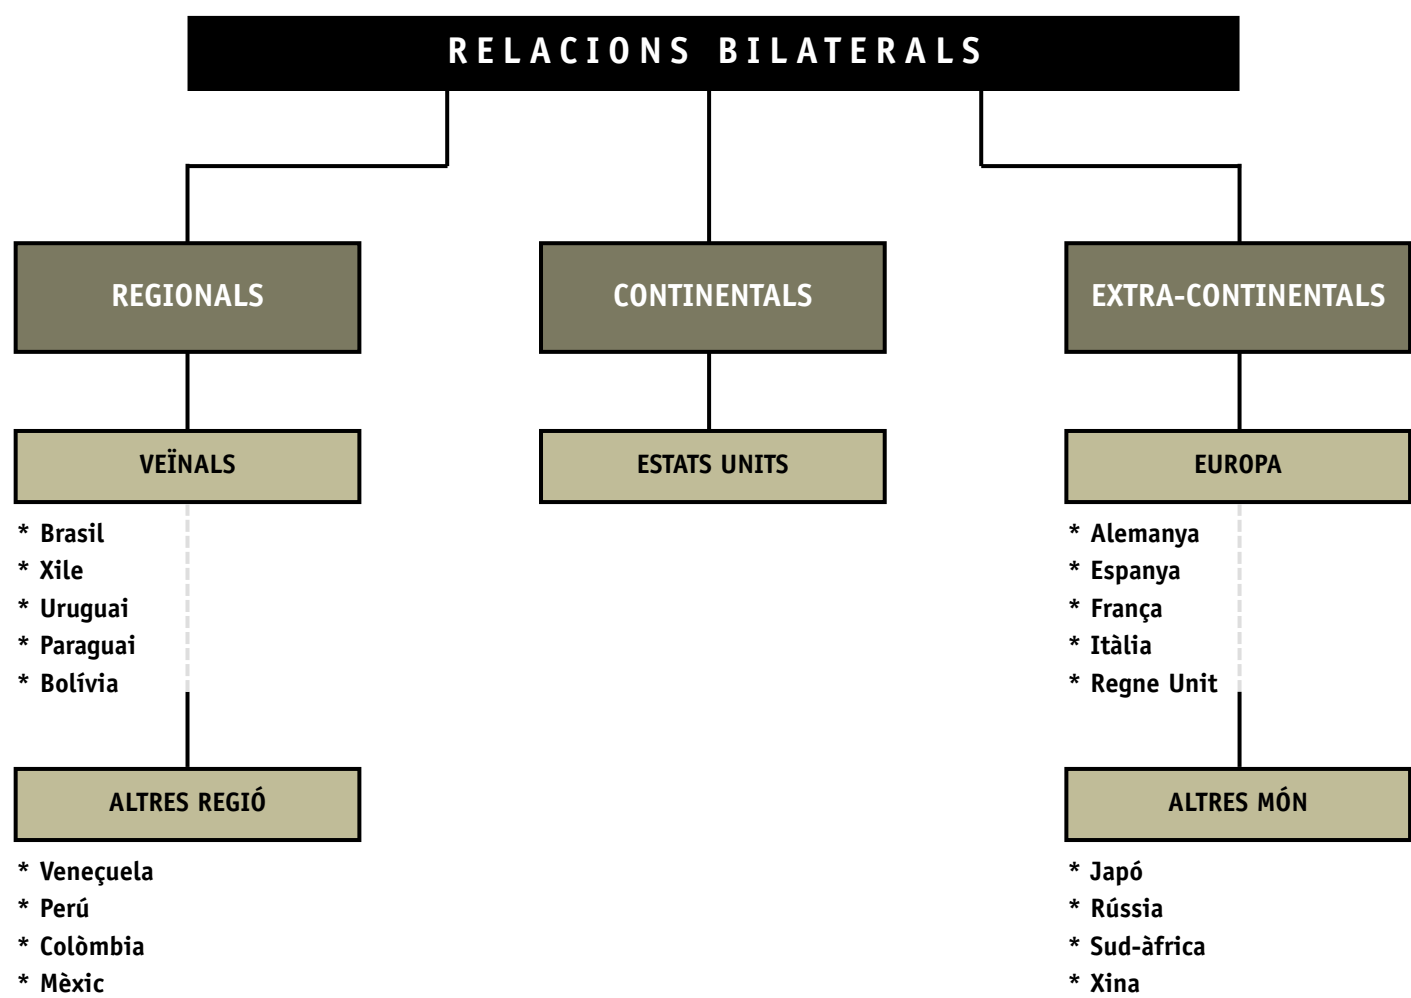 RELACIONS BILATERALS
REGIONALS
CONTINENTALS
EXTRA-CONTINENTALS
VEÏNALS
ESTATS UNITS
EUROPA
* Brasil
* Xile
* Uruguai
* Paraguai
* Bolívia
* Alemanya
* Espanya
* França
* Itàlia
* Regne Unit
ALTRES REGIÓ
ALTRES MÓN
* Veneçuela
* Perú
* Colòmbia
* Mèxic
* Japó
* Rússia
* Sud-àfrica
* Xina